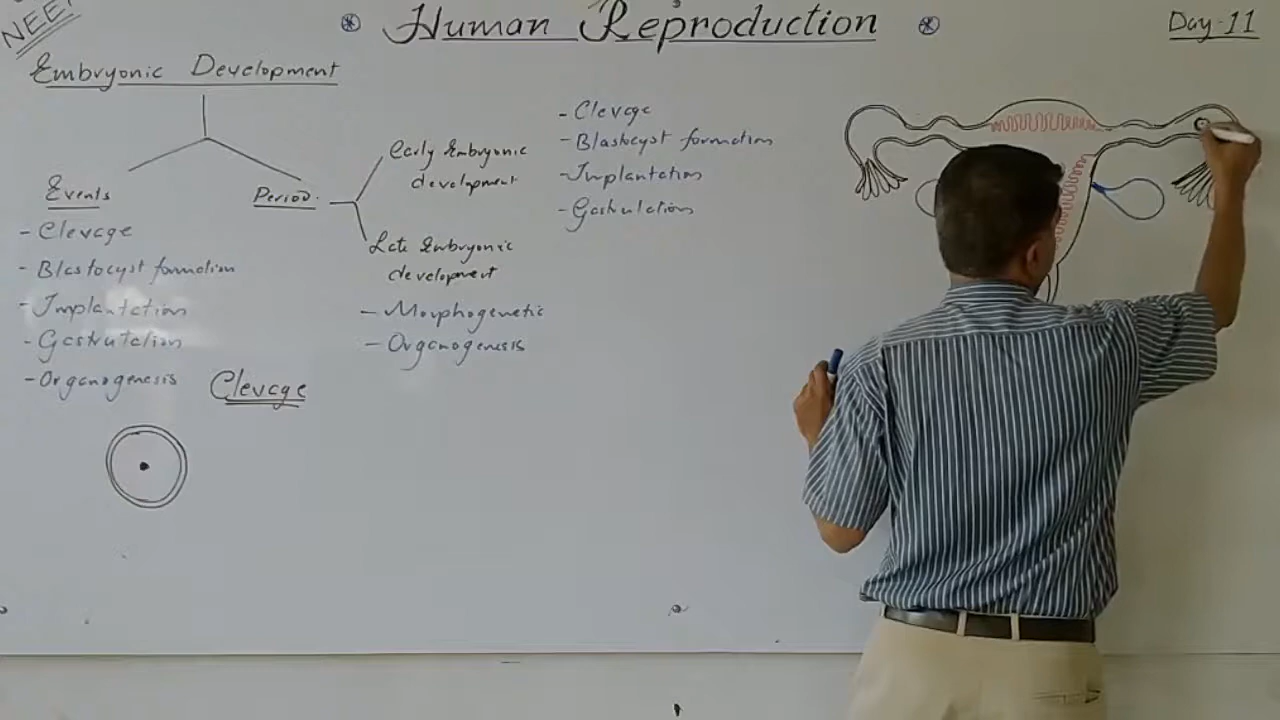 NEET
Human Reproduction
Day-11
Embryonic Development
Events
- Clevage
- Blastocyst formation
- Implantation
- Gastrulation
- Organogenesis
Period
Early Embryonic
development
Late Embryonic
development
- Morphogenetic
- Organogenesis
- Clevage
- Blastocyst formation
- Implantation
- Gastrulation
Clevage